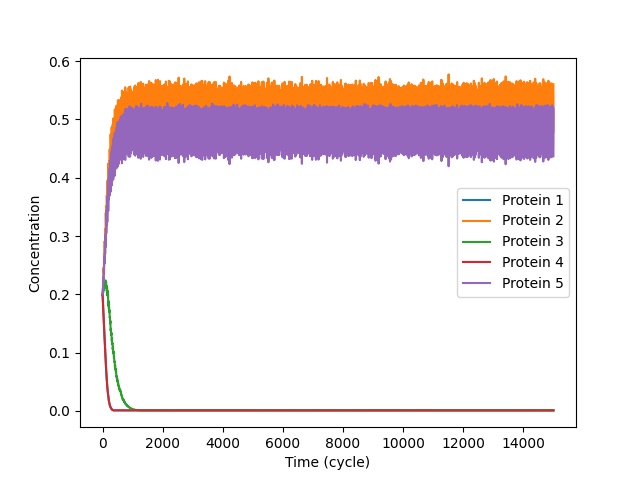 0.6
0.5
0.4
0.3
0.2
0.1
0.0
Concentration
Protein 1
Protein 2
Protein 3
Protein 4
Protein 5
0 2000 4000 6000 8000 10000 12000 14000
Time (cycle)